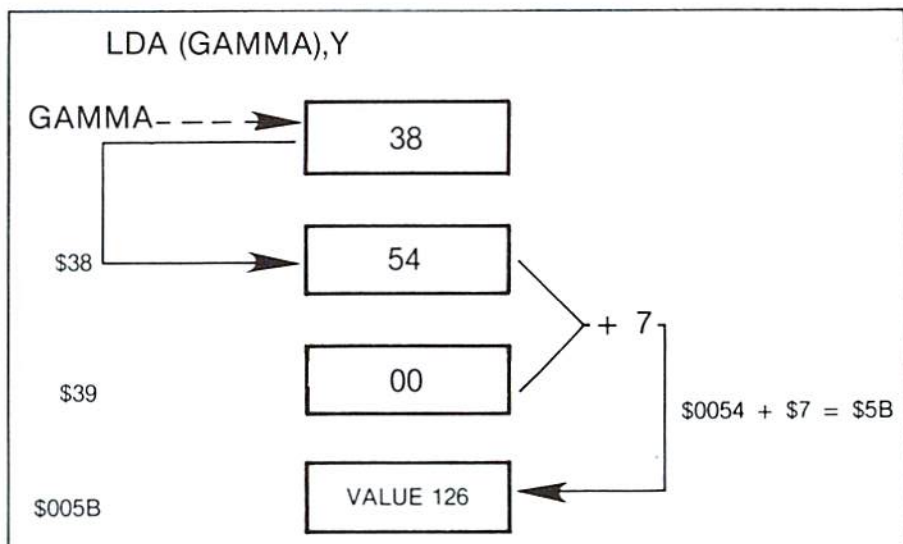 LDA (GAMMA),Y
GAMMA
38
$38
54
+ 7
$39
00
$0054 + $7 = $5B
$005B
VALUE 126